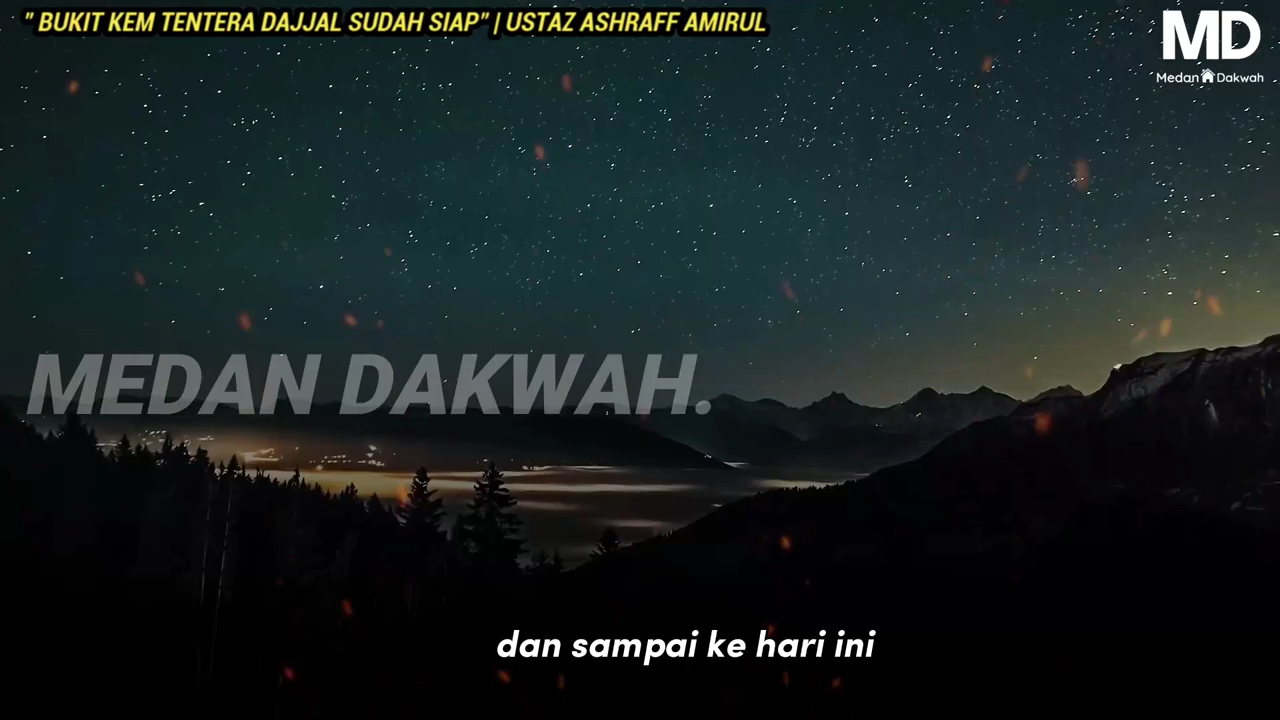 " BUKIT KEM TENTERA DAJJAL SUDAH SIAP" | USTAZ ASHRAFF AMIRUL
MD
Medan Dakwah
MEDAN DAKWAH.
dan sampai ke hari ini